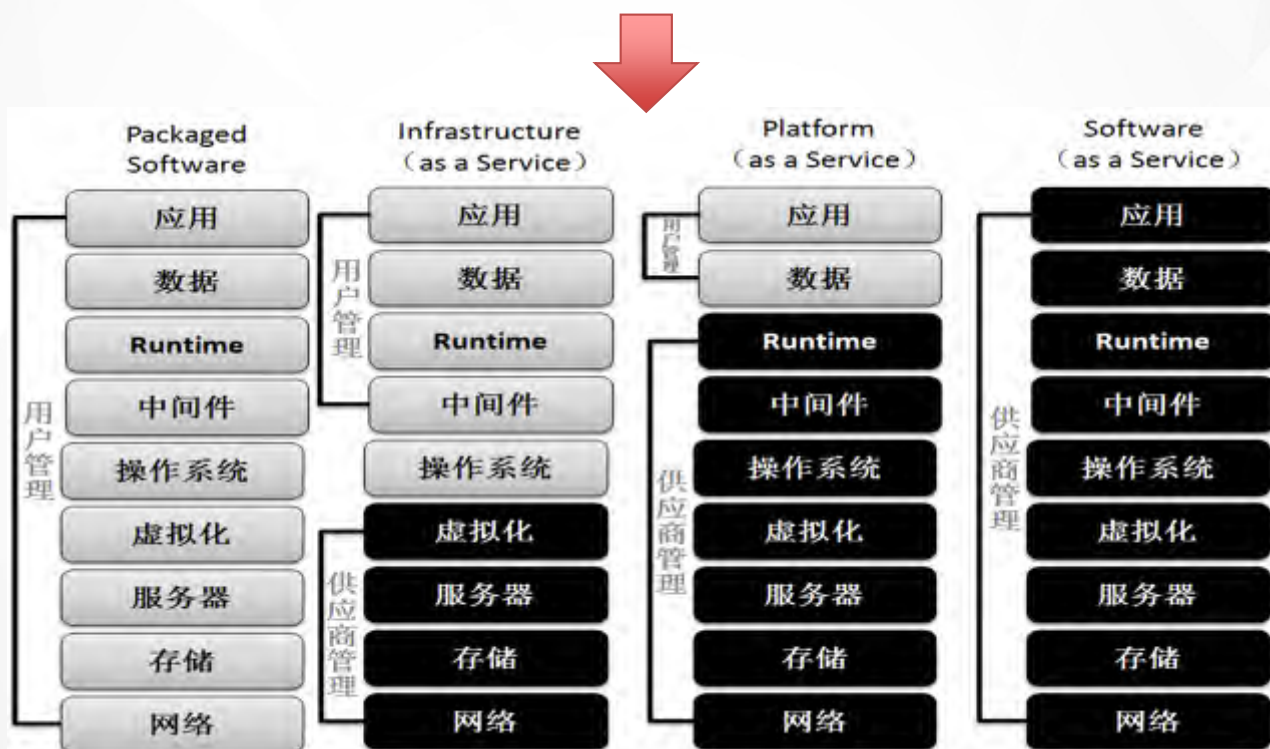 Packaged
Software
应用
数据
Runtime
中间件
操作系统
虚拟化
服务器
存储
网络
用户管理
Infrastructure
(as a Service)
应用
数据
Runtime
中间件
操作系统
虚拟化
服务器
存储
网络
用户管理
供应商管理
Platform
(as a Service)
应用
数据
Runtime
中间件
操作系统
虚拟化
服务器
存储
网络
用户管理
供应商管理
Software
(as a Service)
应用
数据
Runtime
中间件
操作系统
虚拟化
服务器
存储
网络
供应商管理